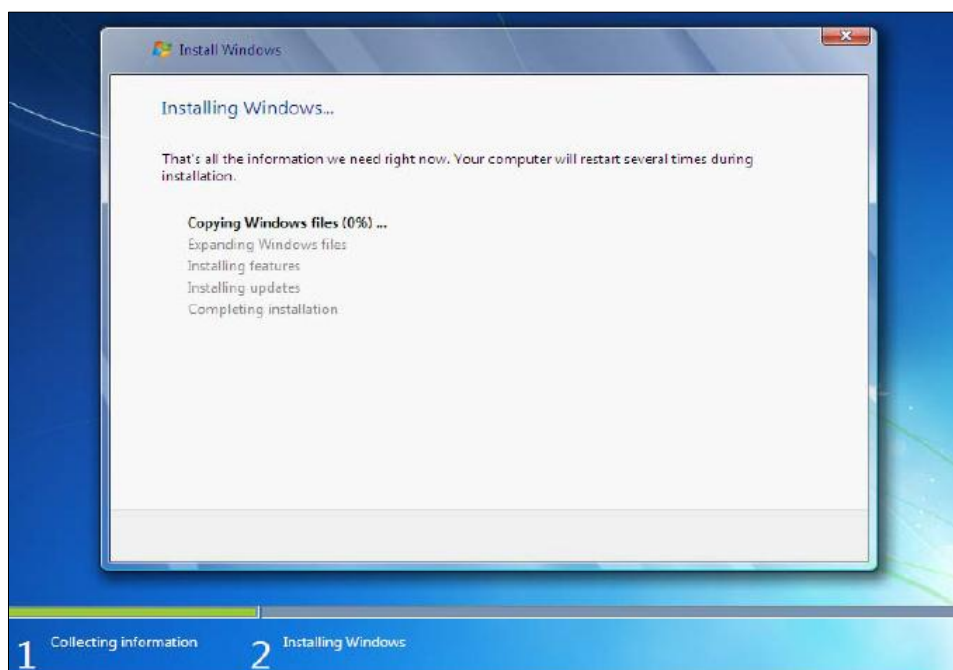 Install Windows
Installing Windows...
That's all the information we need right now. Your computer will restart several times during
installation.
Copying Windows files (0%) ...
Expanding Windows files
Installing features
Installing updates
Completing installation
1 Collecting information
2 Installing Windows